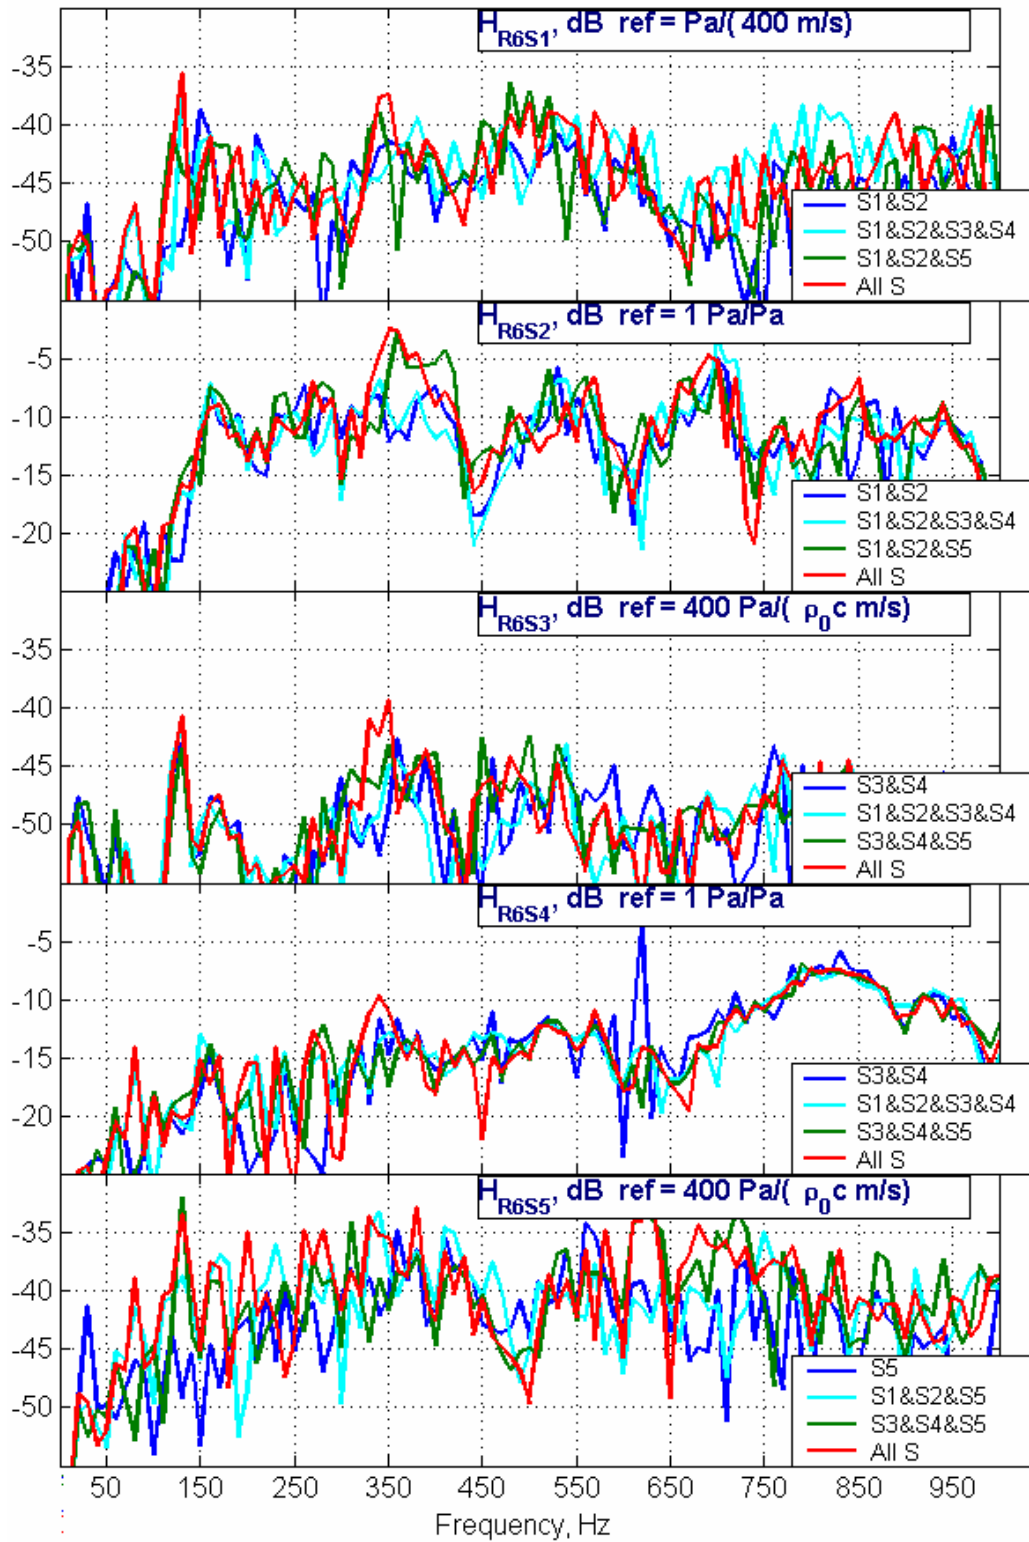 H_R6S1, dB ref = Pa/( 400 m/s)
-35
-40
-45
-50
S1&S2
S1&S2&S3&S4
S1&S2&S5
All S
H_R6S2, dB ref = 1 Pa/Pa
-5
-10
-15
-20
S1&S2
S1&S2&S3&S4
S1&S2&S5
All S
H_R6S3, dB ref = 400 Pa/( ρ₀c m/s)
-35
-40
-45
-50
S3&S4
S1&S2&S3&S4
S3&S4&S5
All S
H_R6S4, dB ref = 1 Pa/Pa
-5
-10
-15
-20
S3&S4
S1&S2&S3&S4
S3&S4&S5
All S
H_R6S5, dB ref = 400 Pa/( ρ₀c m/s)
-35
-40
-45
-50
S5
S1&S2&S5
S3&S4&S5
All S
50 150 250 350 450 550 650 750 850 950
Frequency, Hz